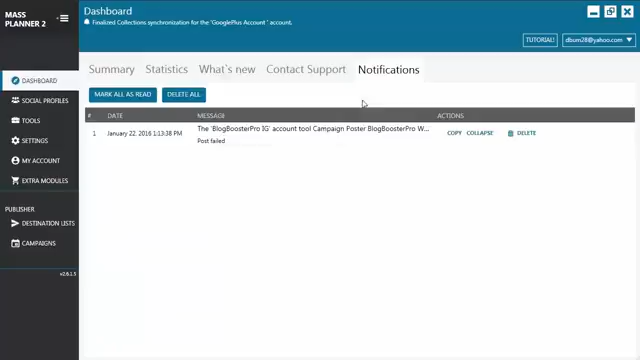 MASS
PLANNER 2
Dashboard
Finalized Collections synchronization for the 'GooglePlus Account' account.
TUTORIAL!
dbum28@yahoo.com
DASHBOARD
SOCIAL PROFILES
TOOLS
SETTINGS
MY ACCOUNT
EXTRA MODULES
PUBLISHER
DESTINATION LISTS
CAMPAIGNS
v2.6.1.5
Summary Statistics What's new Contact Support Notifications
MARK ALL AS READ DELETE ALL
# DATE MESSAGE ACTIONS
1 January 22, 2016 1:13:38 PM The 'BlogBoosterPro IG' account tool Campaign Poster BlogBoosterPro W... COPY COLLAPSE DELETE
Post failed